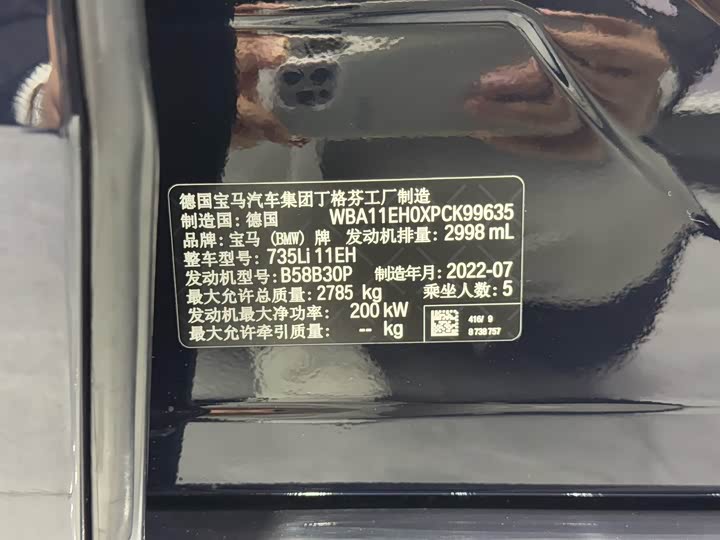 德国宝马汽车集团丁格芬工厂制造
制造国: 德国 WBA11EH0XPCK99635
品牌: 宝马 (BMW) 牌 发动机排量: 2998 mL
整车型号: 735Li 11EH
发动机型号: B58B30P 制造年月: 2022-07
最大允许总质量: 2785 kg 乘坐人数: 5
发动机最大净功率: 200 kW
最大允许牵引质量: -- kg
416/ 9
8738757